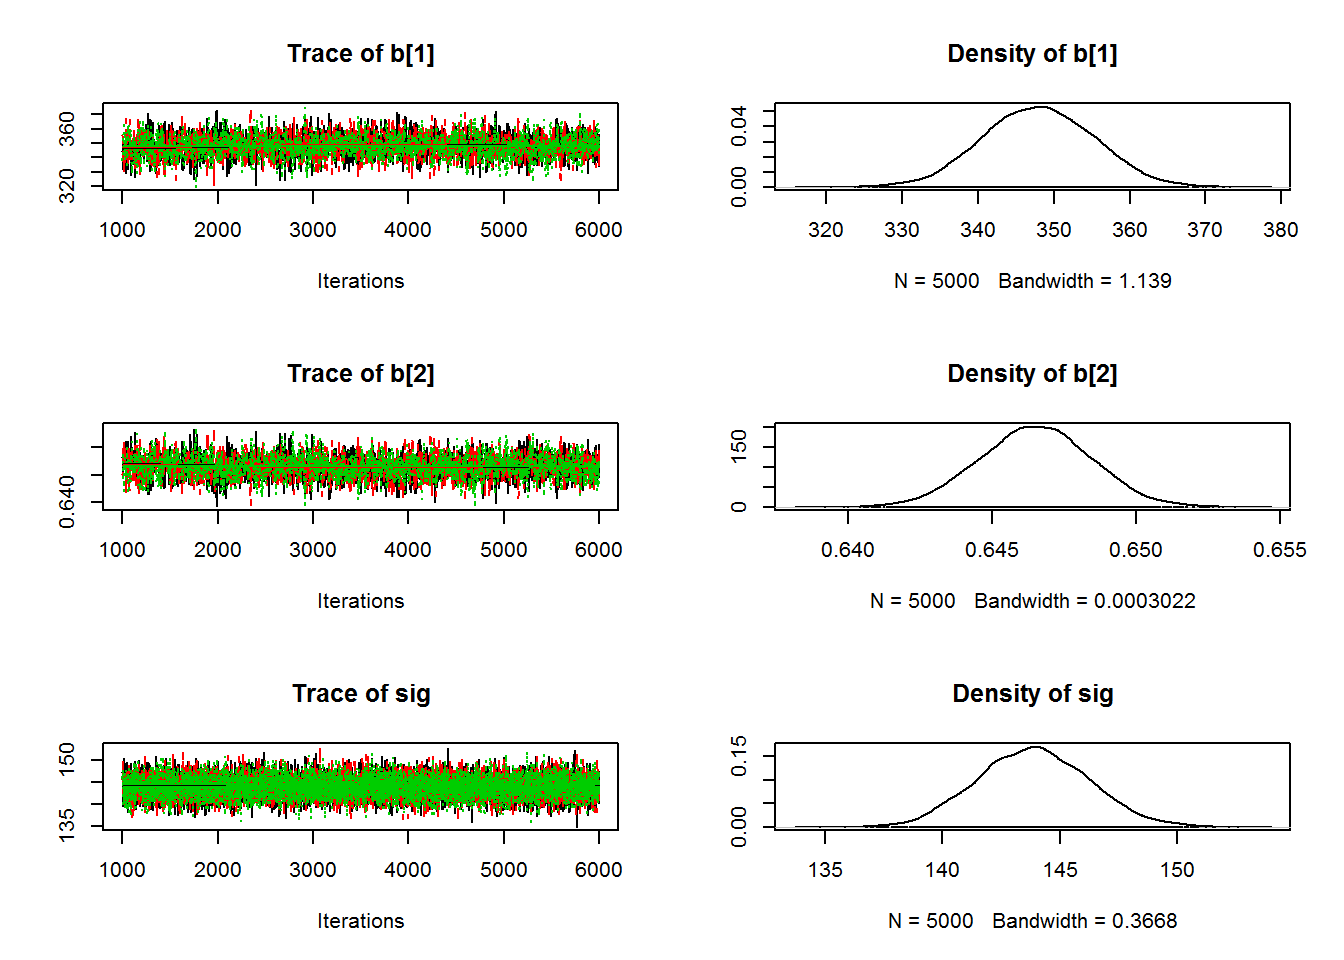 Trace of b[1]
360
320
1000 2000 3000 4000 5000 6000
Iterations
Density of b[1]
0.04
0.00
320 330 340 350 360 370 380
N = 5000 Bandwidth = 1.139
Trace of b[2]
0.640
1000 2000 3000 4000 5000 6000
Iterations
Density of b[2]
150
0
0.640 0.645 0.650 0.655
N = 5000 Bandwidth = 0.0003022
Trace of sig
150
135
1000 2000 3000 4000 5000 6000
Iterations
Density of sig
0.15
0.00
135 140 145 150
N = 5000 Bandwidth = 0.3668